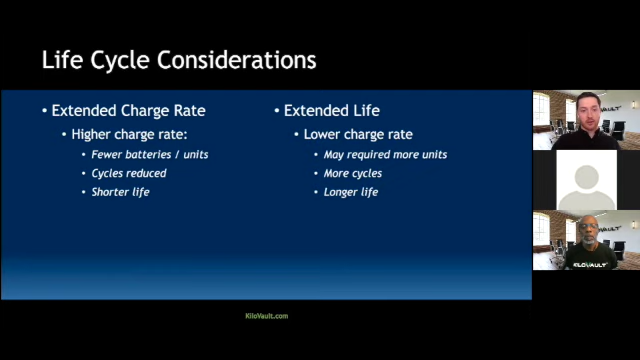 Life Cycle Considerations
• Extended Charge Rate
• Higher charge rate:
• Fewer batteries / units
• Cycles reduced
• Shorter life
• Extended Life
• Lower charge rate
• May required more units
• More cycles
• Longer life
KiloVault.com
KILOVAULT